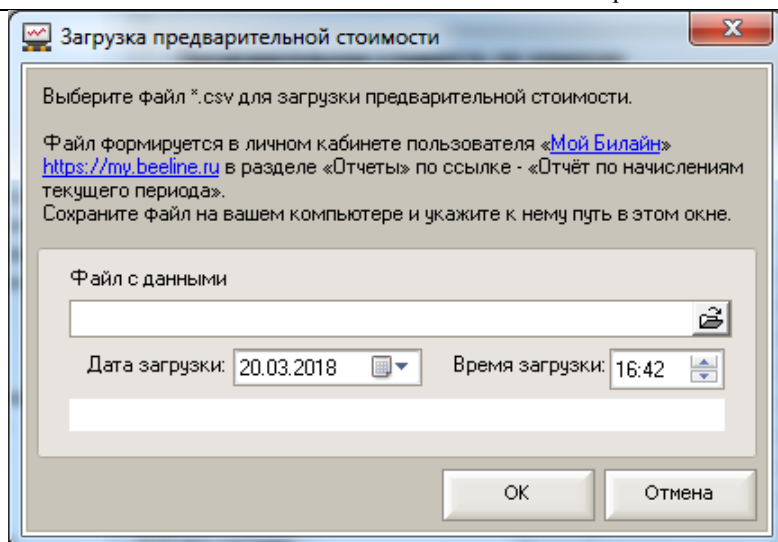 Загрузка предварительной стоимости
Выберите файл *.csv для загрузки предварительной стоимости.
Файл формируется в личном кабинете пользователя «Мой Билайн»
https://my.beeline.ru в разделе «Отчеты» по ссылке - «Отчёт по начислениям
текущего периода».
Сохраните файл на вашем компьютере и укажите к нему путь в этом окне.
Файл с данными
Дата загрузки: 20.03.2018 Время загрузки: 16:42
ОК Отмена